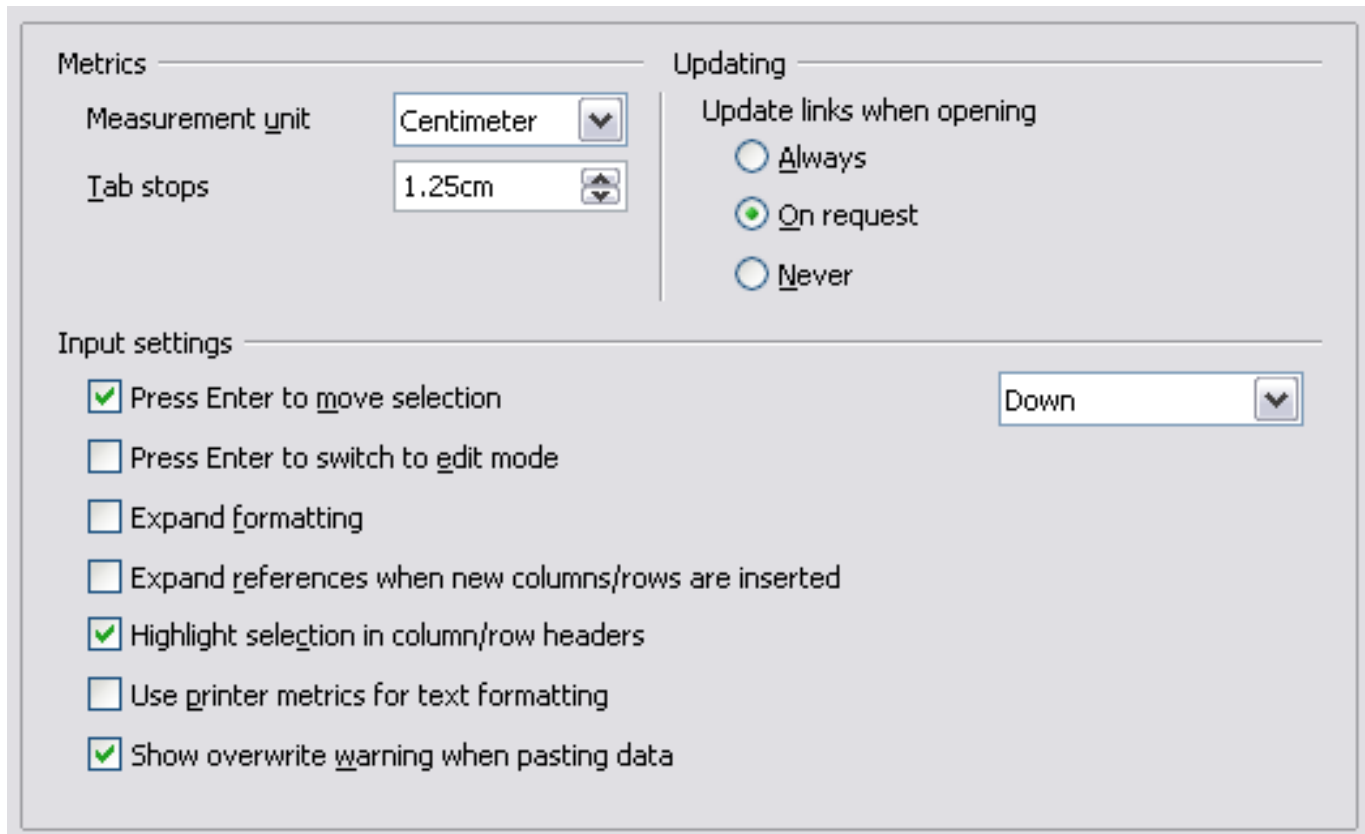 Metrics
Measurement unit
Centimeter
Tab stops
1.25cm
Updating
Update links when opening
Always
On request
Never
Input settings
Press Enter to move selection
Down
Press Enter to switch to edit mode
Expand formatting
Expand references when new columns/rows are inserted
Highlight selection in column/row headers
Use printer metrics for text formatting
Show overwrite warning when pasting data